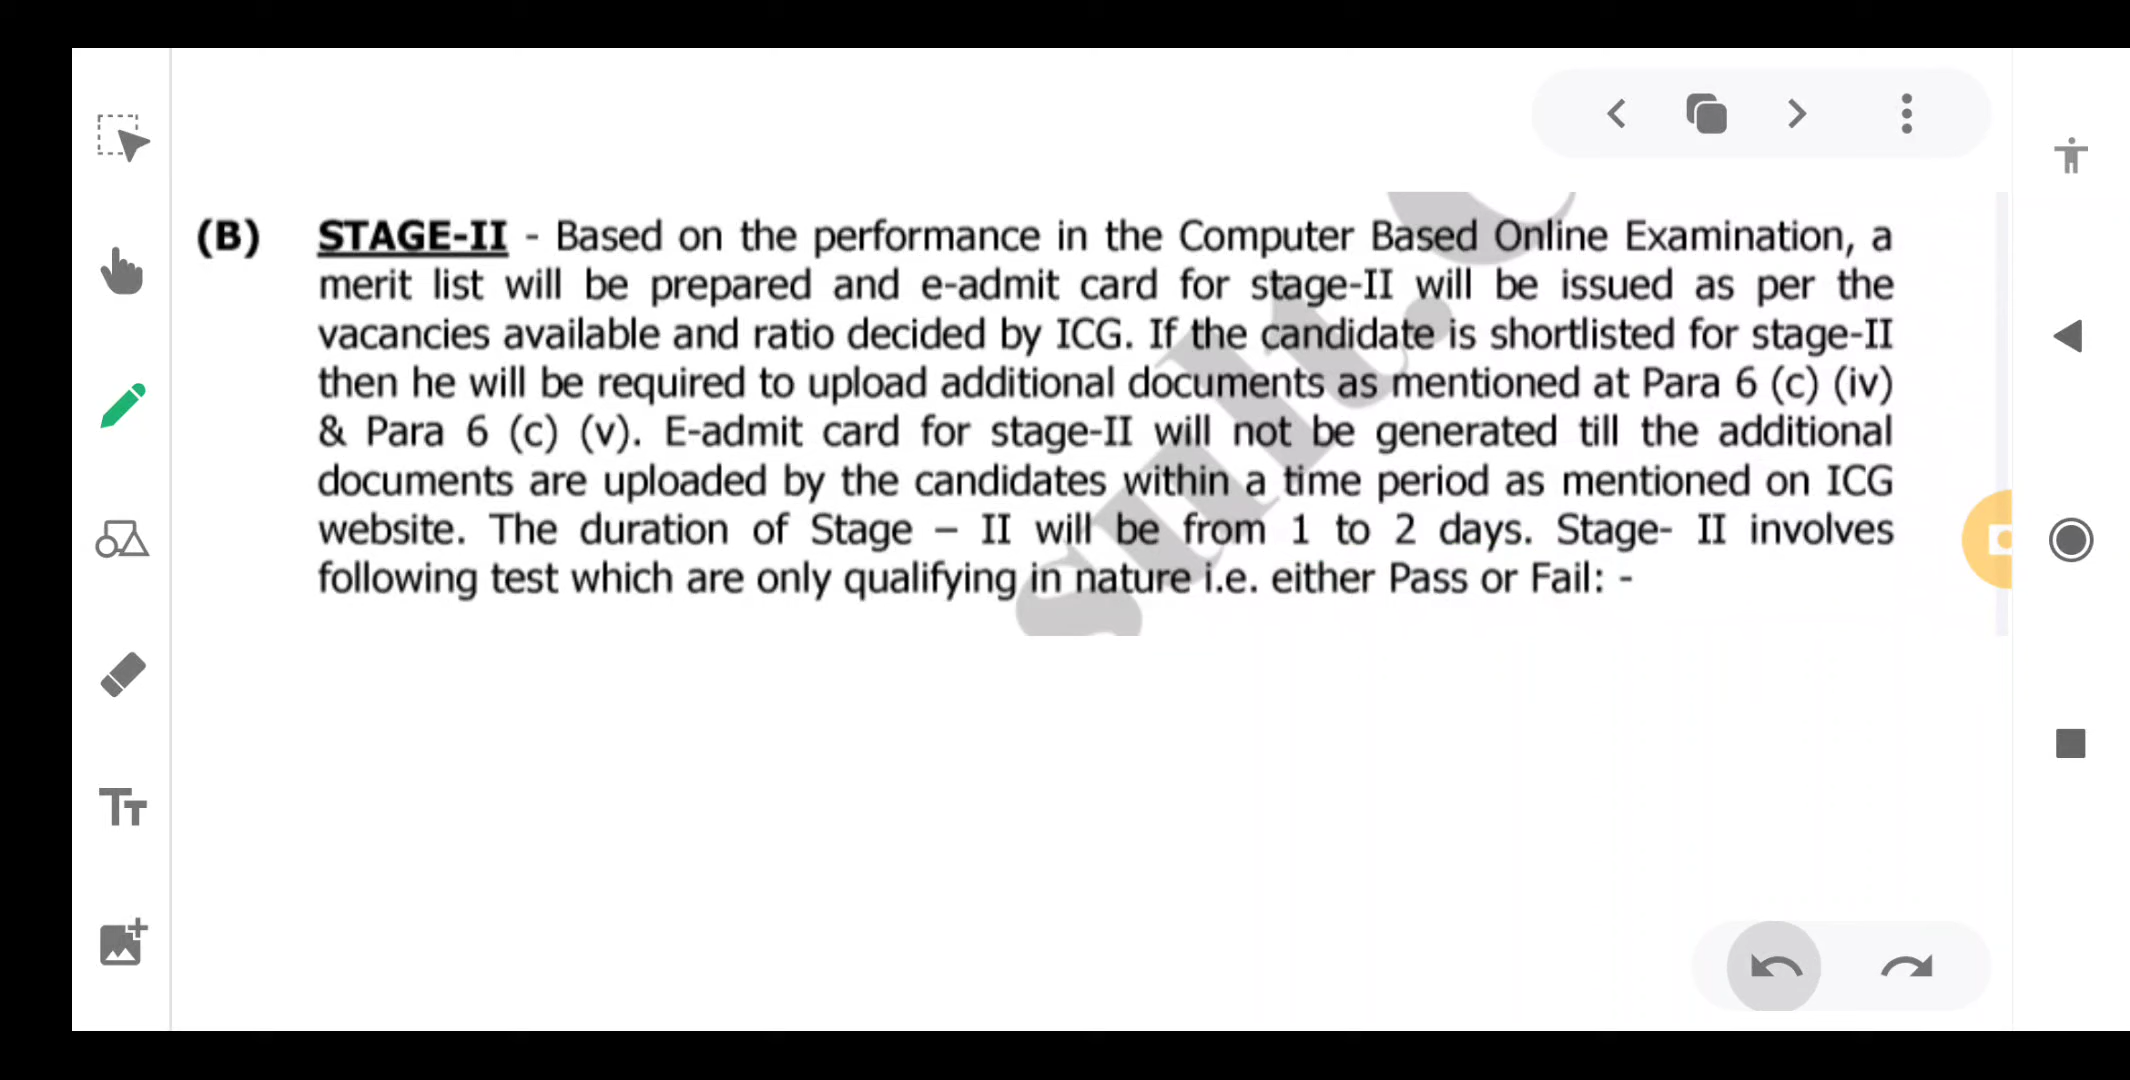 (B) STAGE-II - Based on the performance in the Computer Based Online Examination, a
merit list will be prepared and e-admit card for stage-II will be issued as per the
vacancies available and ratio decided by ICG. If the candidate is shortlisted for stage-II
then he will be required to upload additional documents as mentioned at Para 6 (c) (iv)
& Para 6 (c) (v). E-admit card for stage-II will not be generated till the additional
documents are uploaded by the candidates within a time period as mentioned on ICG
website. The duration of Stage – II will be from 1 to 2 days. Stage- II involves
following test which are only qualifying in nature i.e. either Pass or Fail: -
sult.
Tт